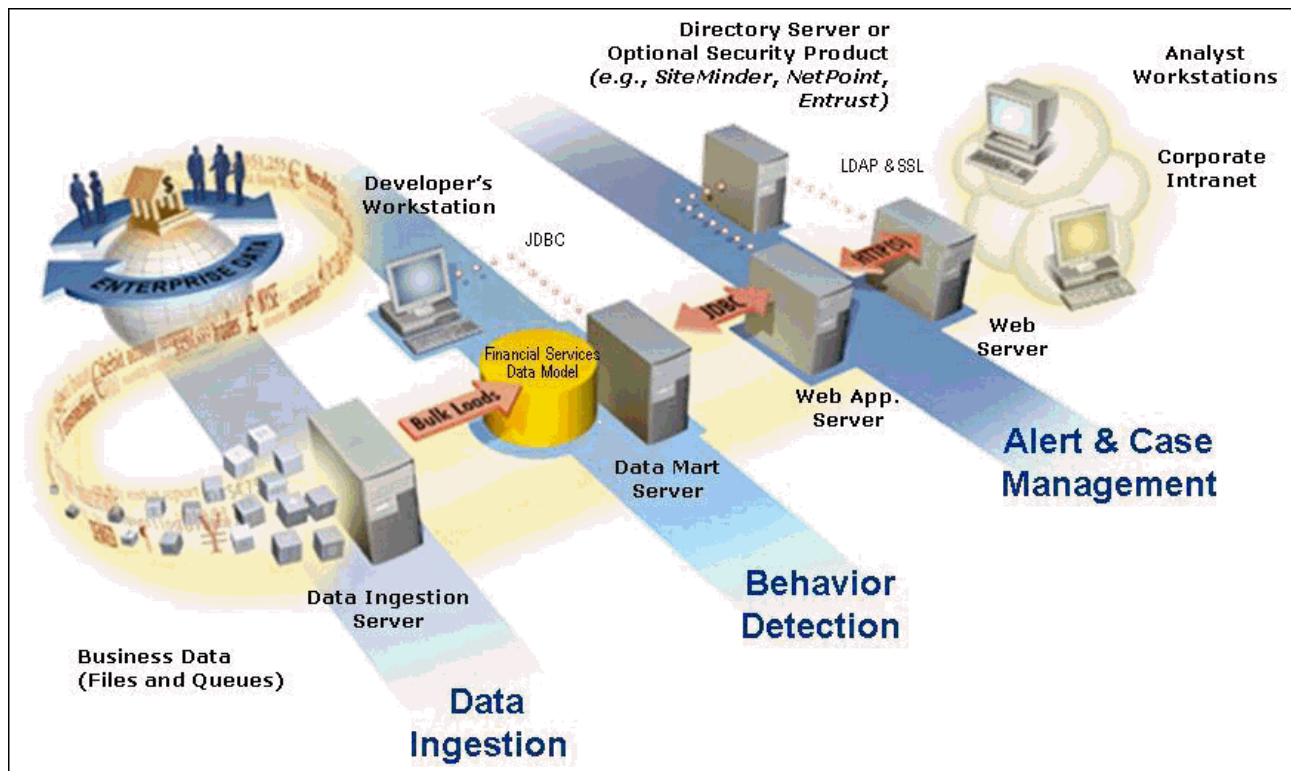 Directory Server or
Optional Security Product
(e.g., SiteMinder, NetPoint,
Entrust)
Analyst
Workstations
LDAP & SSL
Corporate
Intranet
Developer's
Workstation
JDBC
ENTERPRISE DATA
HTTP(S)
JDBC
Web
Server
Financial Services
Data Model
Bulk Loads
Web App.
Server
Alert & Case
Management
Data Mart
Server
Behavior
Detection
Data Ingestion
Server
Business Data
(Files and Queues)
Data
Ingestion